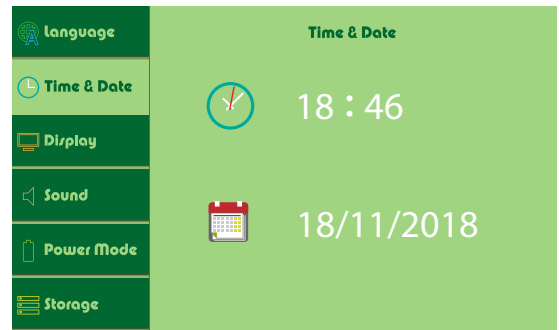 Language
Time & Date
Display
Sound
Power Mode
Storage
Time & Date
18 : 46
18/11/2018